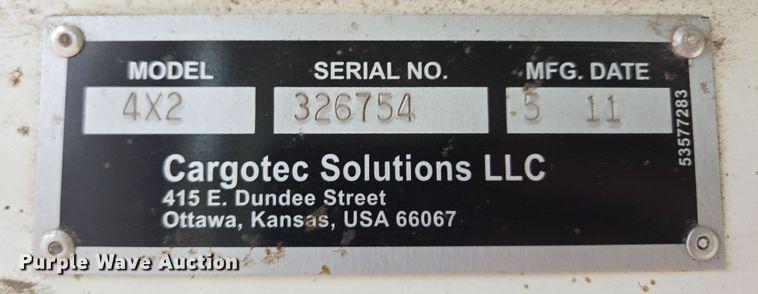 MODEL SERIAL NO. MFG. DATE
4X2 326754 5 11
Cargotec Solutions LLC
415 E. Dundee Street
Ottawa, Kansas, USA 66067
53577283
Purple Wave Auction